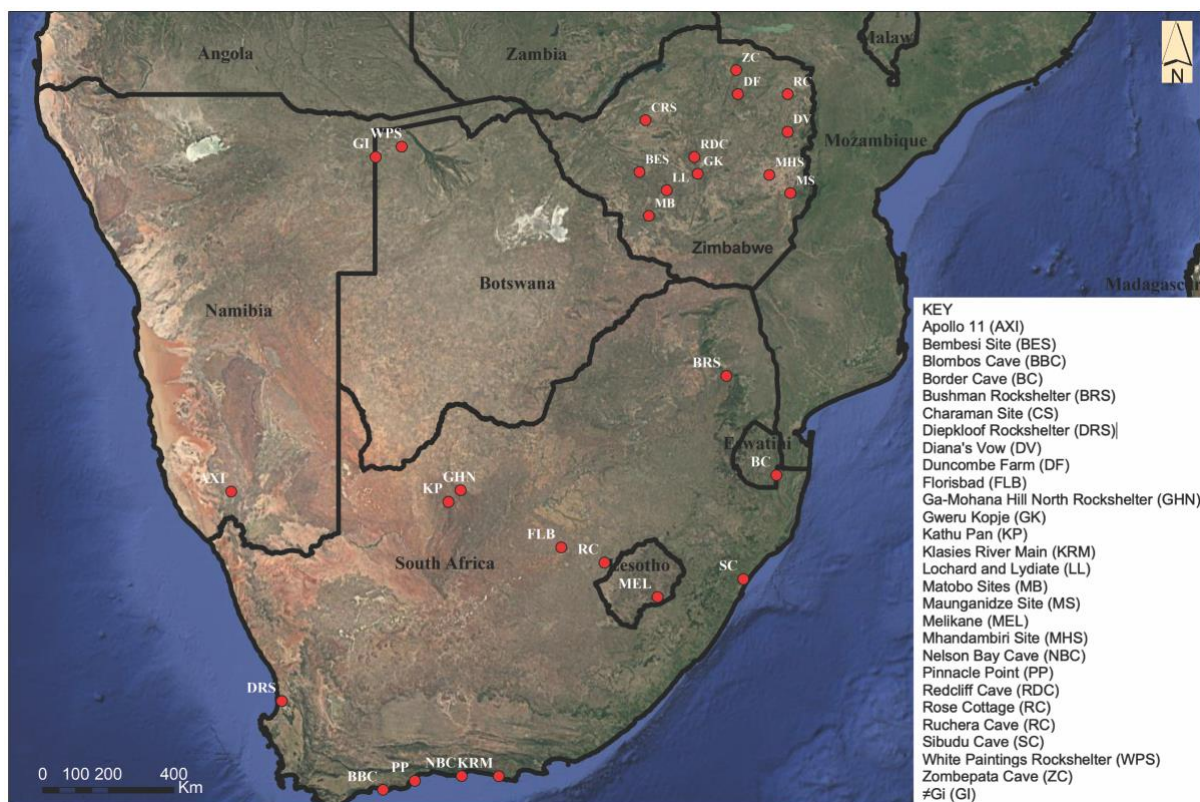 Angola
Zambia
Malaw
N
ZC
DF
RC
CRS
DV
Mozambique
WPS
GI
RDC
BES
GK
MHS
LL
MS
MB
Zimbabwe
Botswana
Madagascar
Namibia
BRS
Eswatini
BC
AXI
GHN
KP
FLB
RC
SC
South Africa
Lesotho
MEL
DRS
NBC KRM
PP
BBC
0 100 200 400
Km
KEY
Apollo 11 (AXI)
Bembesi Site (BES)
Blombos Cave (BBC)
Border Cave (BC)
Bushman Rockshelter (BRS)
Charaman Site (CS)
Diepkloof Rockshelter (DRS)
Diana's Vow (DV)
Duncombe Farm (DF)
Florisbad (FLB)
Ga-Mohana Hill North Rockshelter (GHN)
Gweru Kopje (GK)
Kathu Pan (KP)
Klasies River Main (KRM)
Lochard and Lydiate (LL)
Matobo Sites (MB)
Maunganidze Site (MS)
Melikane (MEL)
Mhandambiri Site (MHS)
Nelson Bay Cave (NBC)
Pinnacle Point (PP)
Redcliff Cave (RDC)
Rose Cottage (RC)
Ruchera Cave (RC)
Sibudu Cave (SC)
White Paintings Rockshelter (WPS)
Zombepata Cave (ZC)
≠Gi (GI)